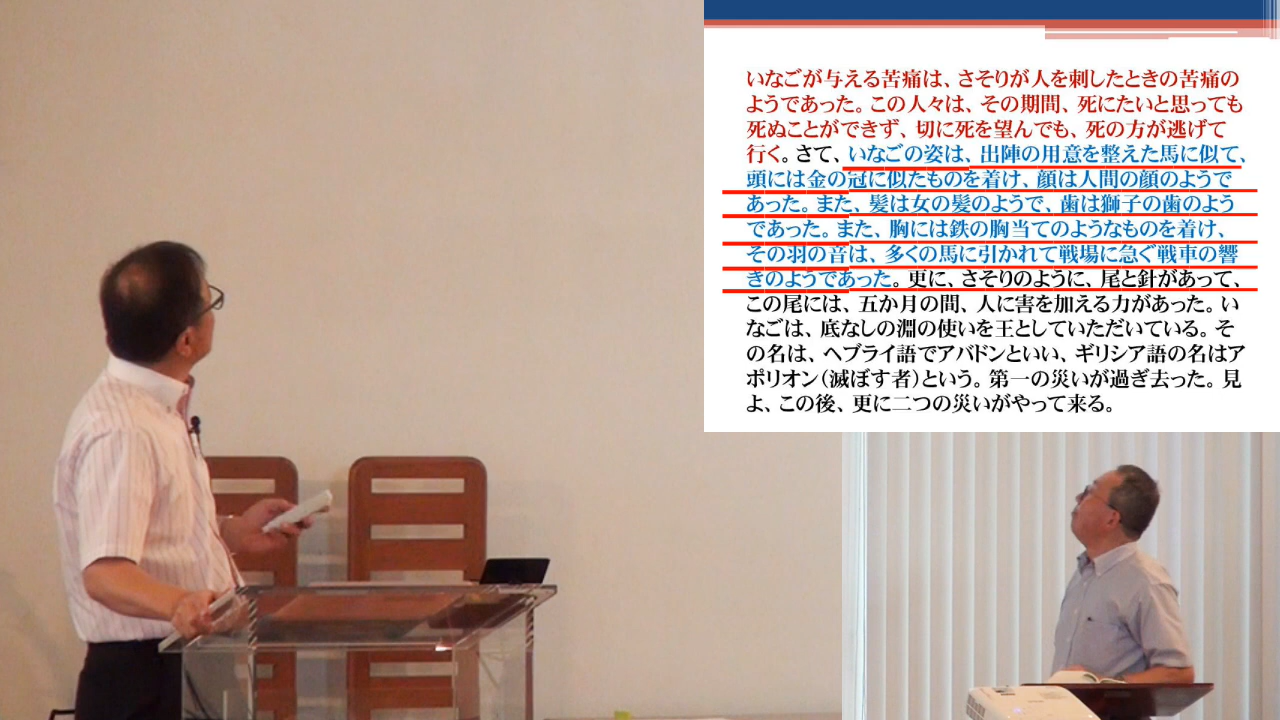 いなごが与える苦痛は、さそりが人を刺したときの苦痛の
ようであった。この人々は、その期間、死にたいと思っても
死ぬことができず、切に死を望んでも、死の方が逃げて
行く。さて、いなごの姿は、出陣の用意を整えた馬に似て、
頭には金の冠に似たものを着け、顔は人間の顔のようで
あった。また、髪は女の髪のようで、歯は獅子の歯のよう
であった。また、胸には鉄の胸当てのようなものを着け、
その羽の音は、多くの馬に引かれて戦場に急ぐ戦車の響
きのようであった。更に、さそりのように、尾と針があって、
この尾には、五か月の間、人に害を加える力があった。い
なごは、底なしの淵の使いを王としていただいている。そ
の名は、ヘブライ語でアバドンといい、ギリシア語の名はア
ポリオン（滅ぼす者）という。第一の災いが過ぎ去った。見
よ、この後、更に二つの災いがやって来る。